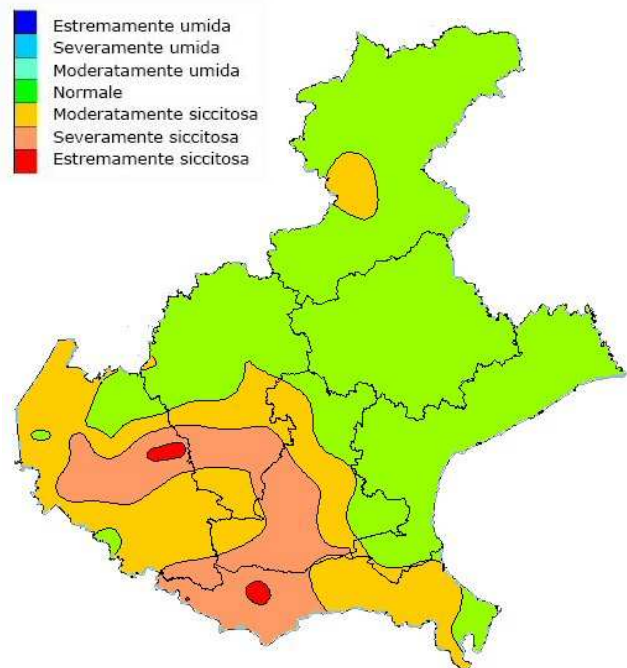 Estremamente umida
Severamente umida
Moderatamente umida
Normale
Moderatamente siccitosa
Severamente siccitosa
Estremamente siccitosa